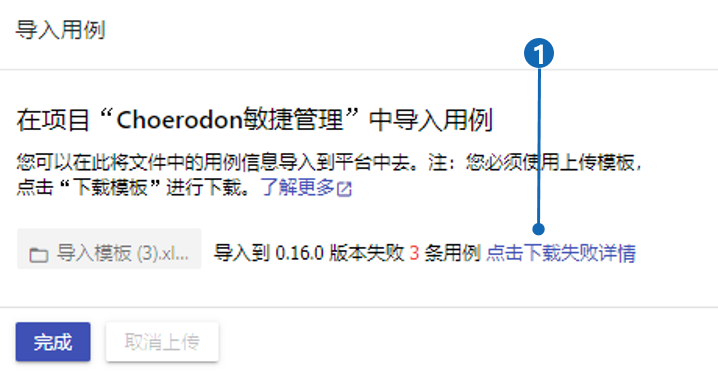 导入用例
1
在项目“Choerodon敏捷管理”中导入用例
您可以在此将文件中的用例信息导入到平台中去。注：您必须使用上传模板，
点击“下载模板”进行下载。了解更多
导入模板 (3).xl... 导入到 0.16.0 版本失败 3 条用例 点击下载失败详情
完成 取消上传